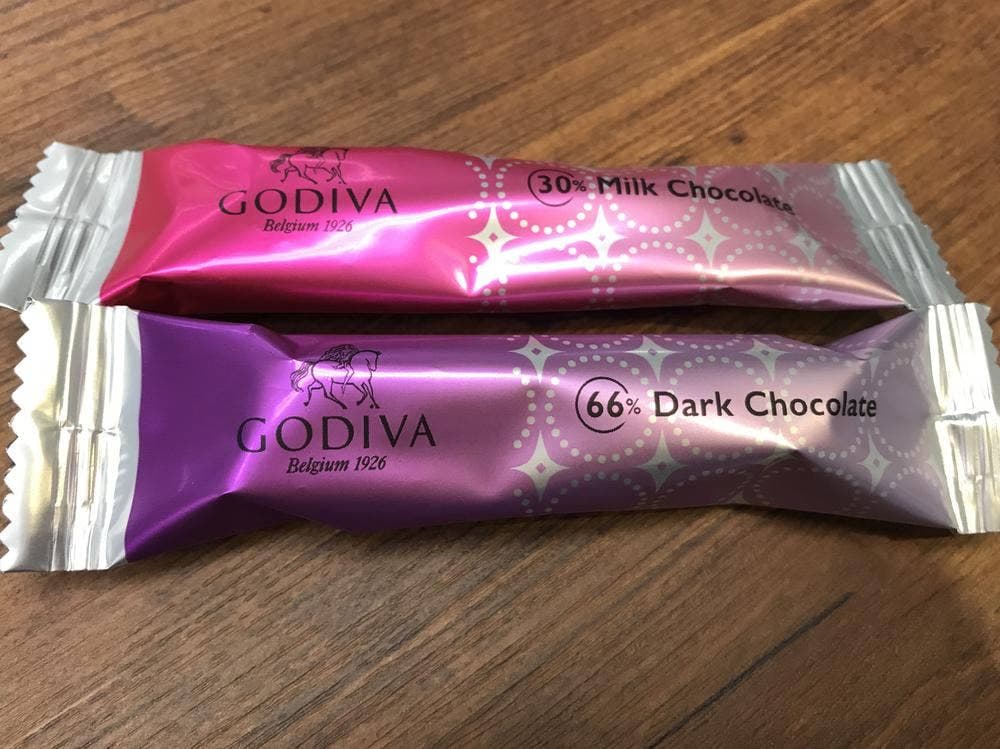 GODIVA
Belgium 1926
30% Milk Chocolate
GODIVA
Belgium 1926
66% Dark Chocolate